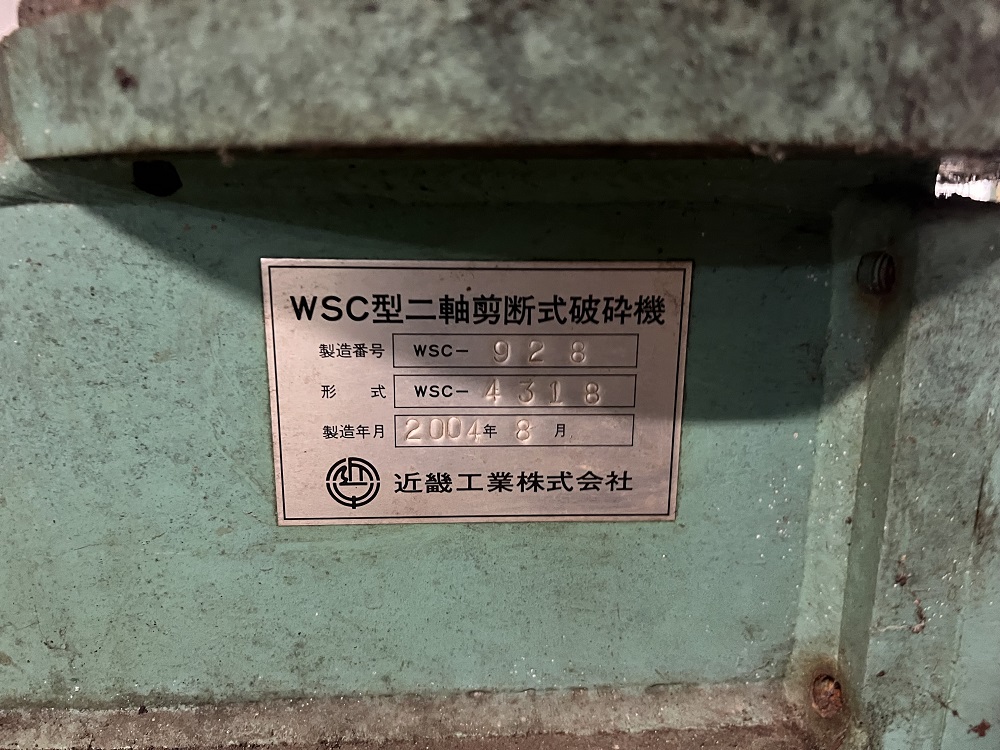 WSC型二軸剪断式破砕機
製造番号 WSC- 928
形 式 WSC- 4318
製造年月 2004年 8 月
近畿工業株式会社